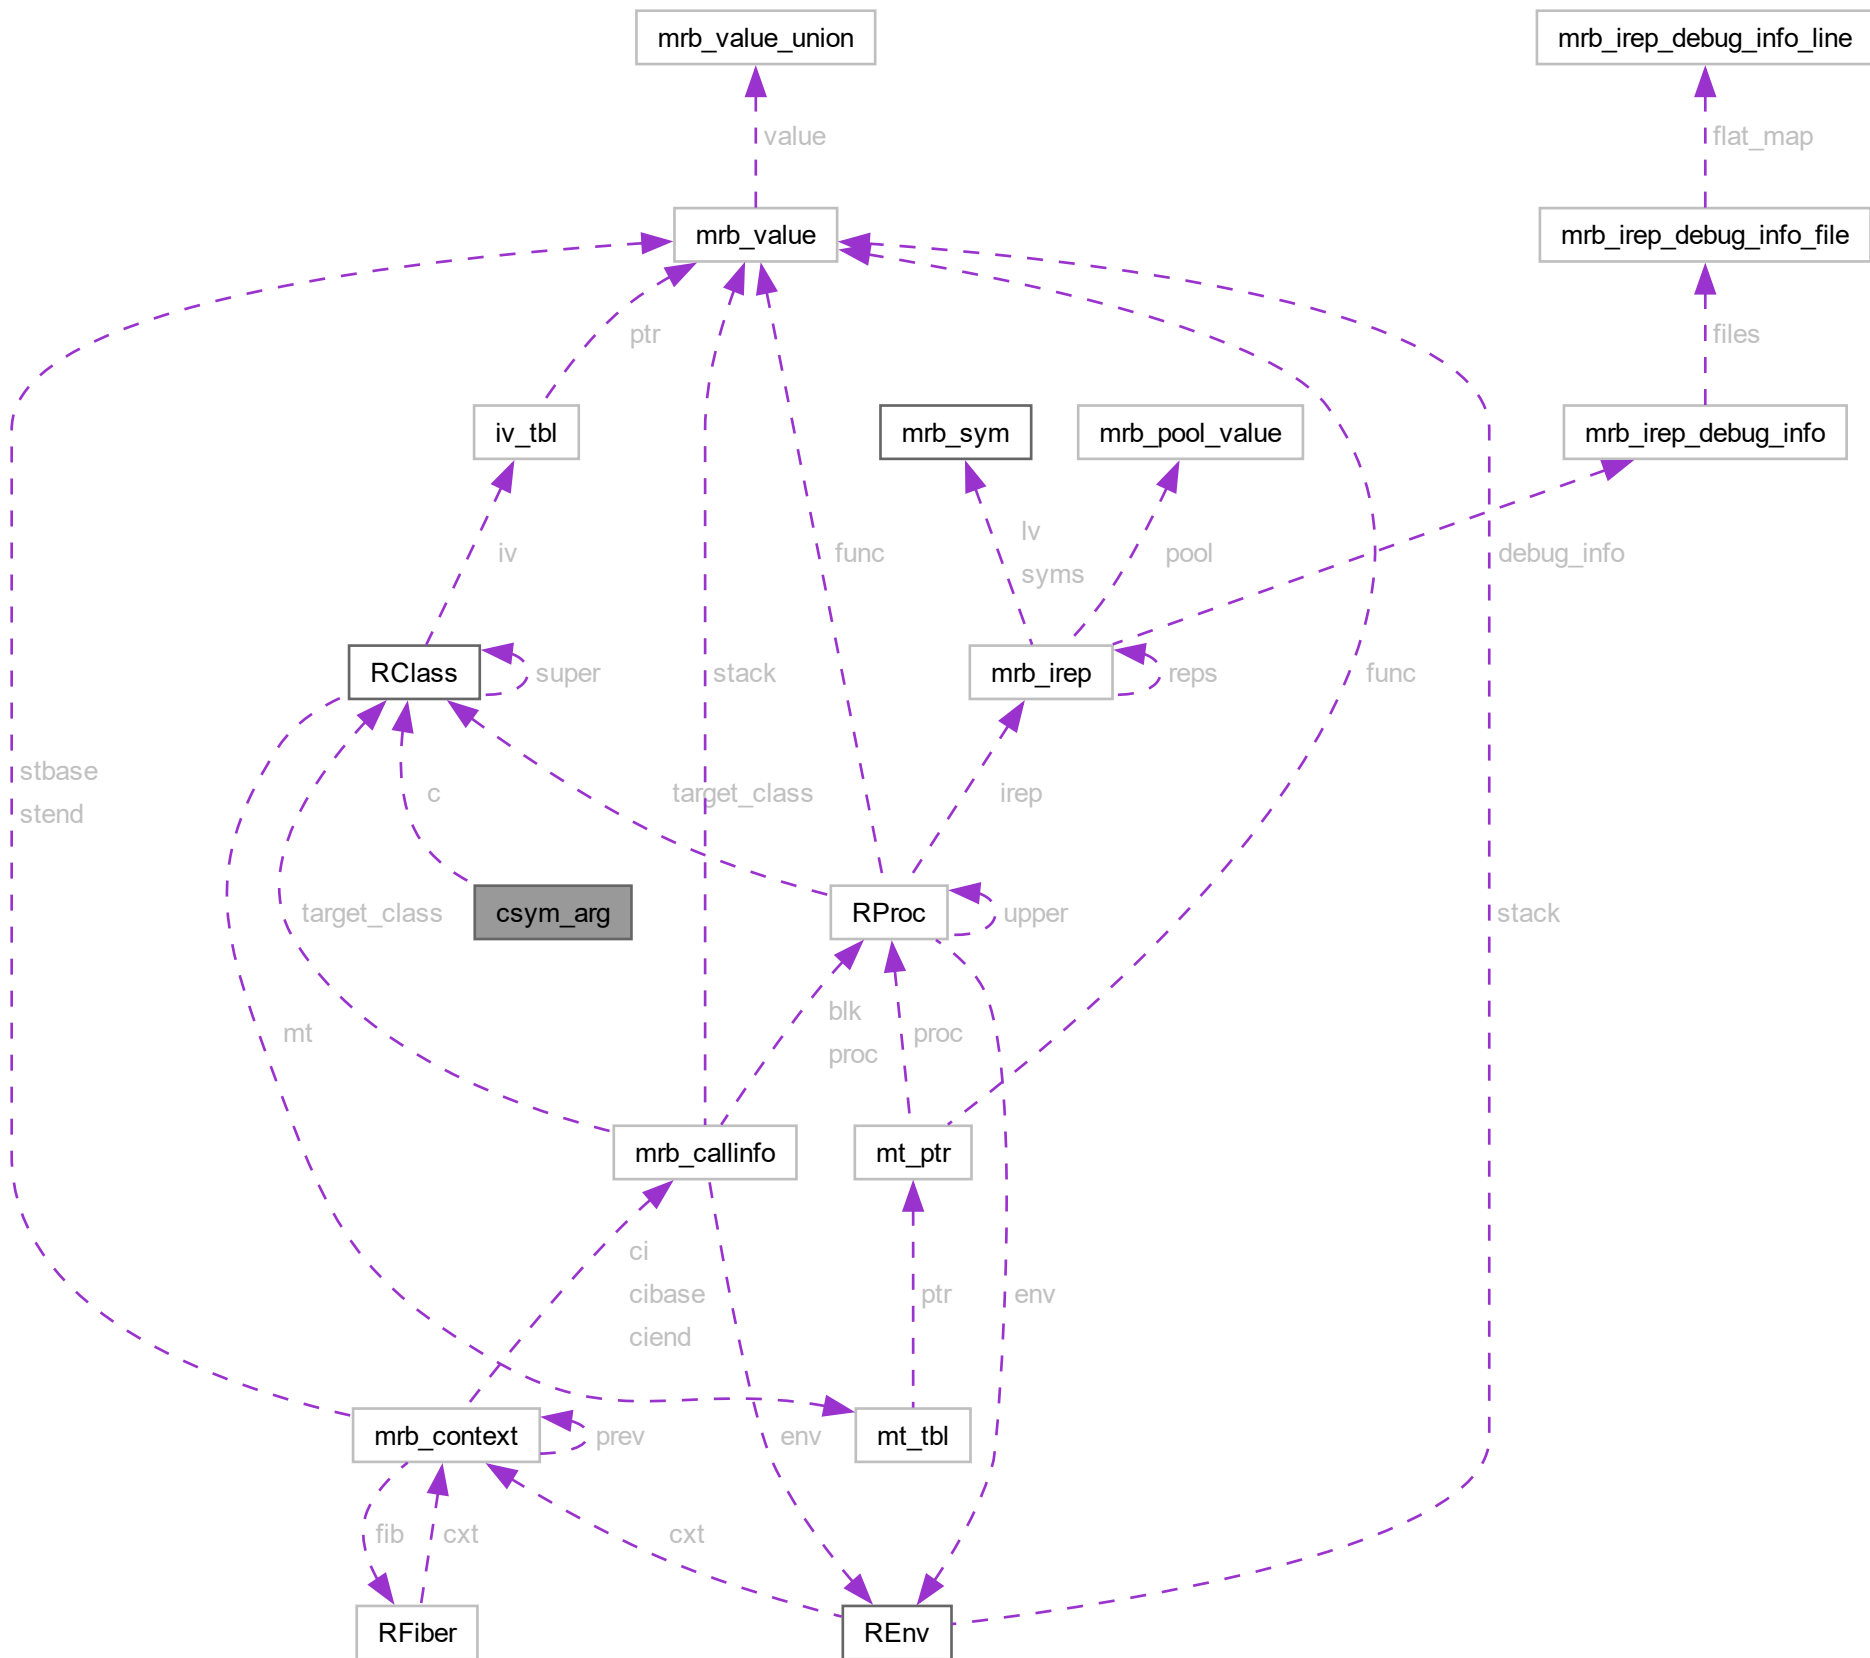 mrb_value_union
mrb_irep_debug_info_line
value
flat_map
mrb_value
mrb_irep_debug_info_file
ptr
files
iv_tbl
mrb_sym
mrb_pool_value
mrb_irep_debug_info
iv
func
lv
syms
pool
debug_info
RClass
super
stack
mrb_irep
reps
func
stbase
stend
c
target_class
irep
target_class
csym_arg
RProc
upper
stack
mt
blk
proc
proc
mrb_callinfo
mt_ptr
ci
cibase
ciend
ptr
env
mrb_context
prev
env
mt_tbl
fib
cxt
cxt
RFiber
REnv